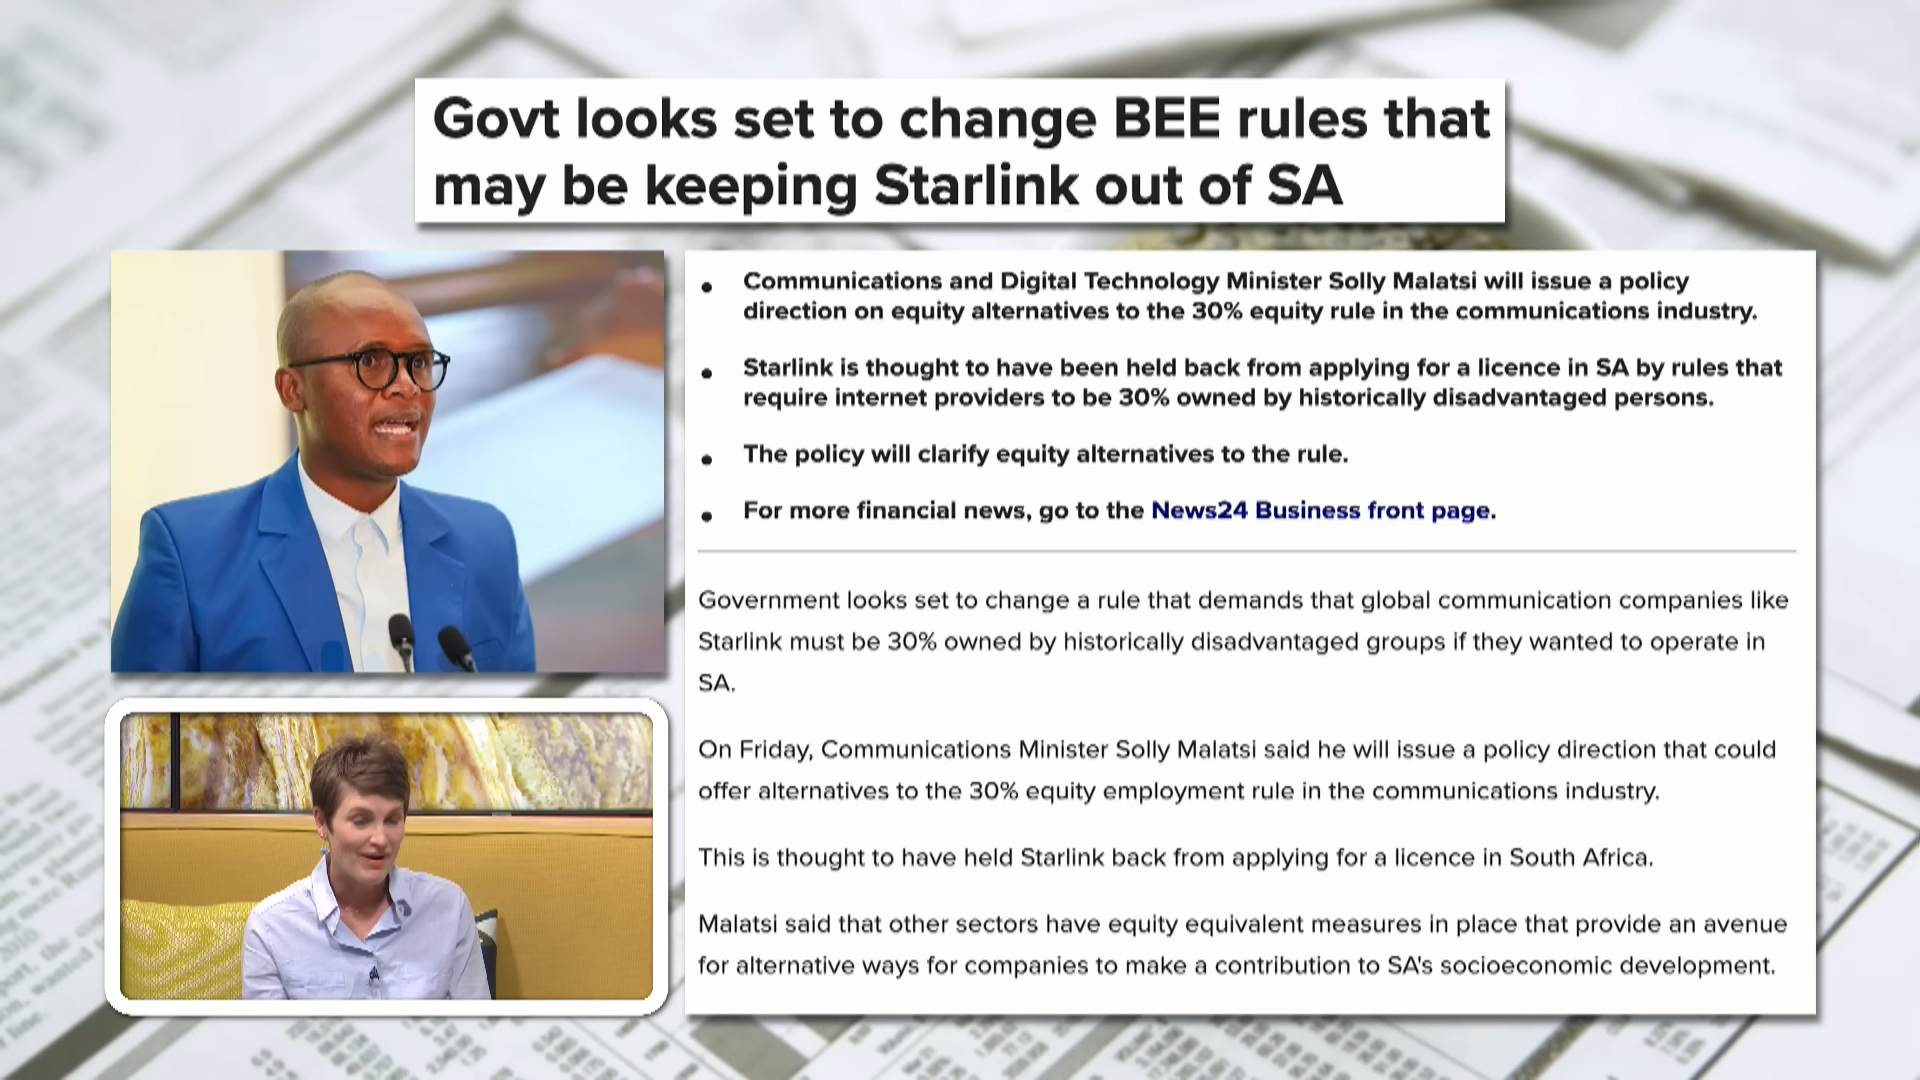 Govt looks set to change BEE rules that
may be keeping Starlink out of SA
Communications and Digital Technology Minister Solly Malatsi will issue a policy
direction on equity alternatives to the 30% equity rule in the communications industry.
Starlink is thought to have been held back from applying for a licence in SA by rules that
require internet providers to be 30% owned by historically disadvantaged persons.
The policy will clarify equity alternatives to the rule.
For more financial news, go to the News24 Business front page.
Government looks set to change a rule that demands that global communication companies like
Starlink must be 30% owned by historically disadvantaged groups if they wanted to operate in
SA.
On Friday, Communications Minister Solly Malatsi said he will issue a policy direction that could
offer alternatives to the 30% equity employment rule in the communications industry.
This is thought to have held Starlink back from applying for a licence in South Africa.
Malatsi said that other sectors have equity equivalent measures in place that provide an avenue
for alternative ways for companies to make a contribution to SA's socioeconomic development.